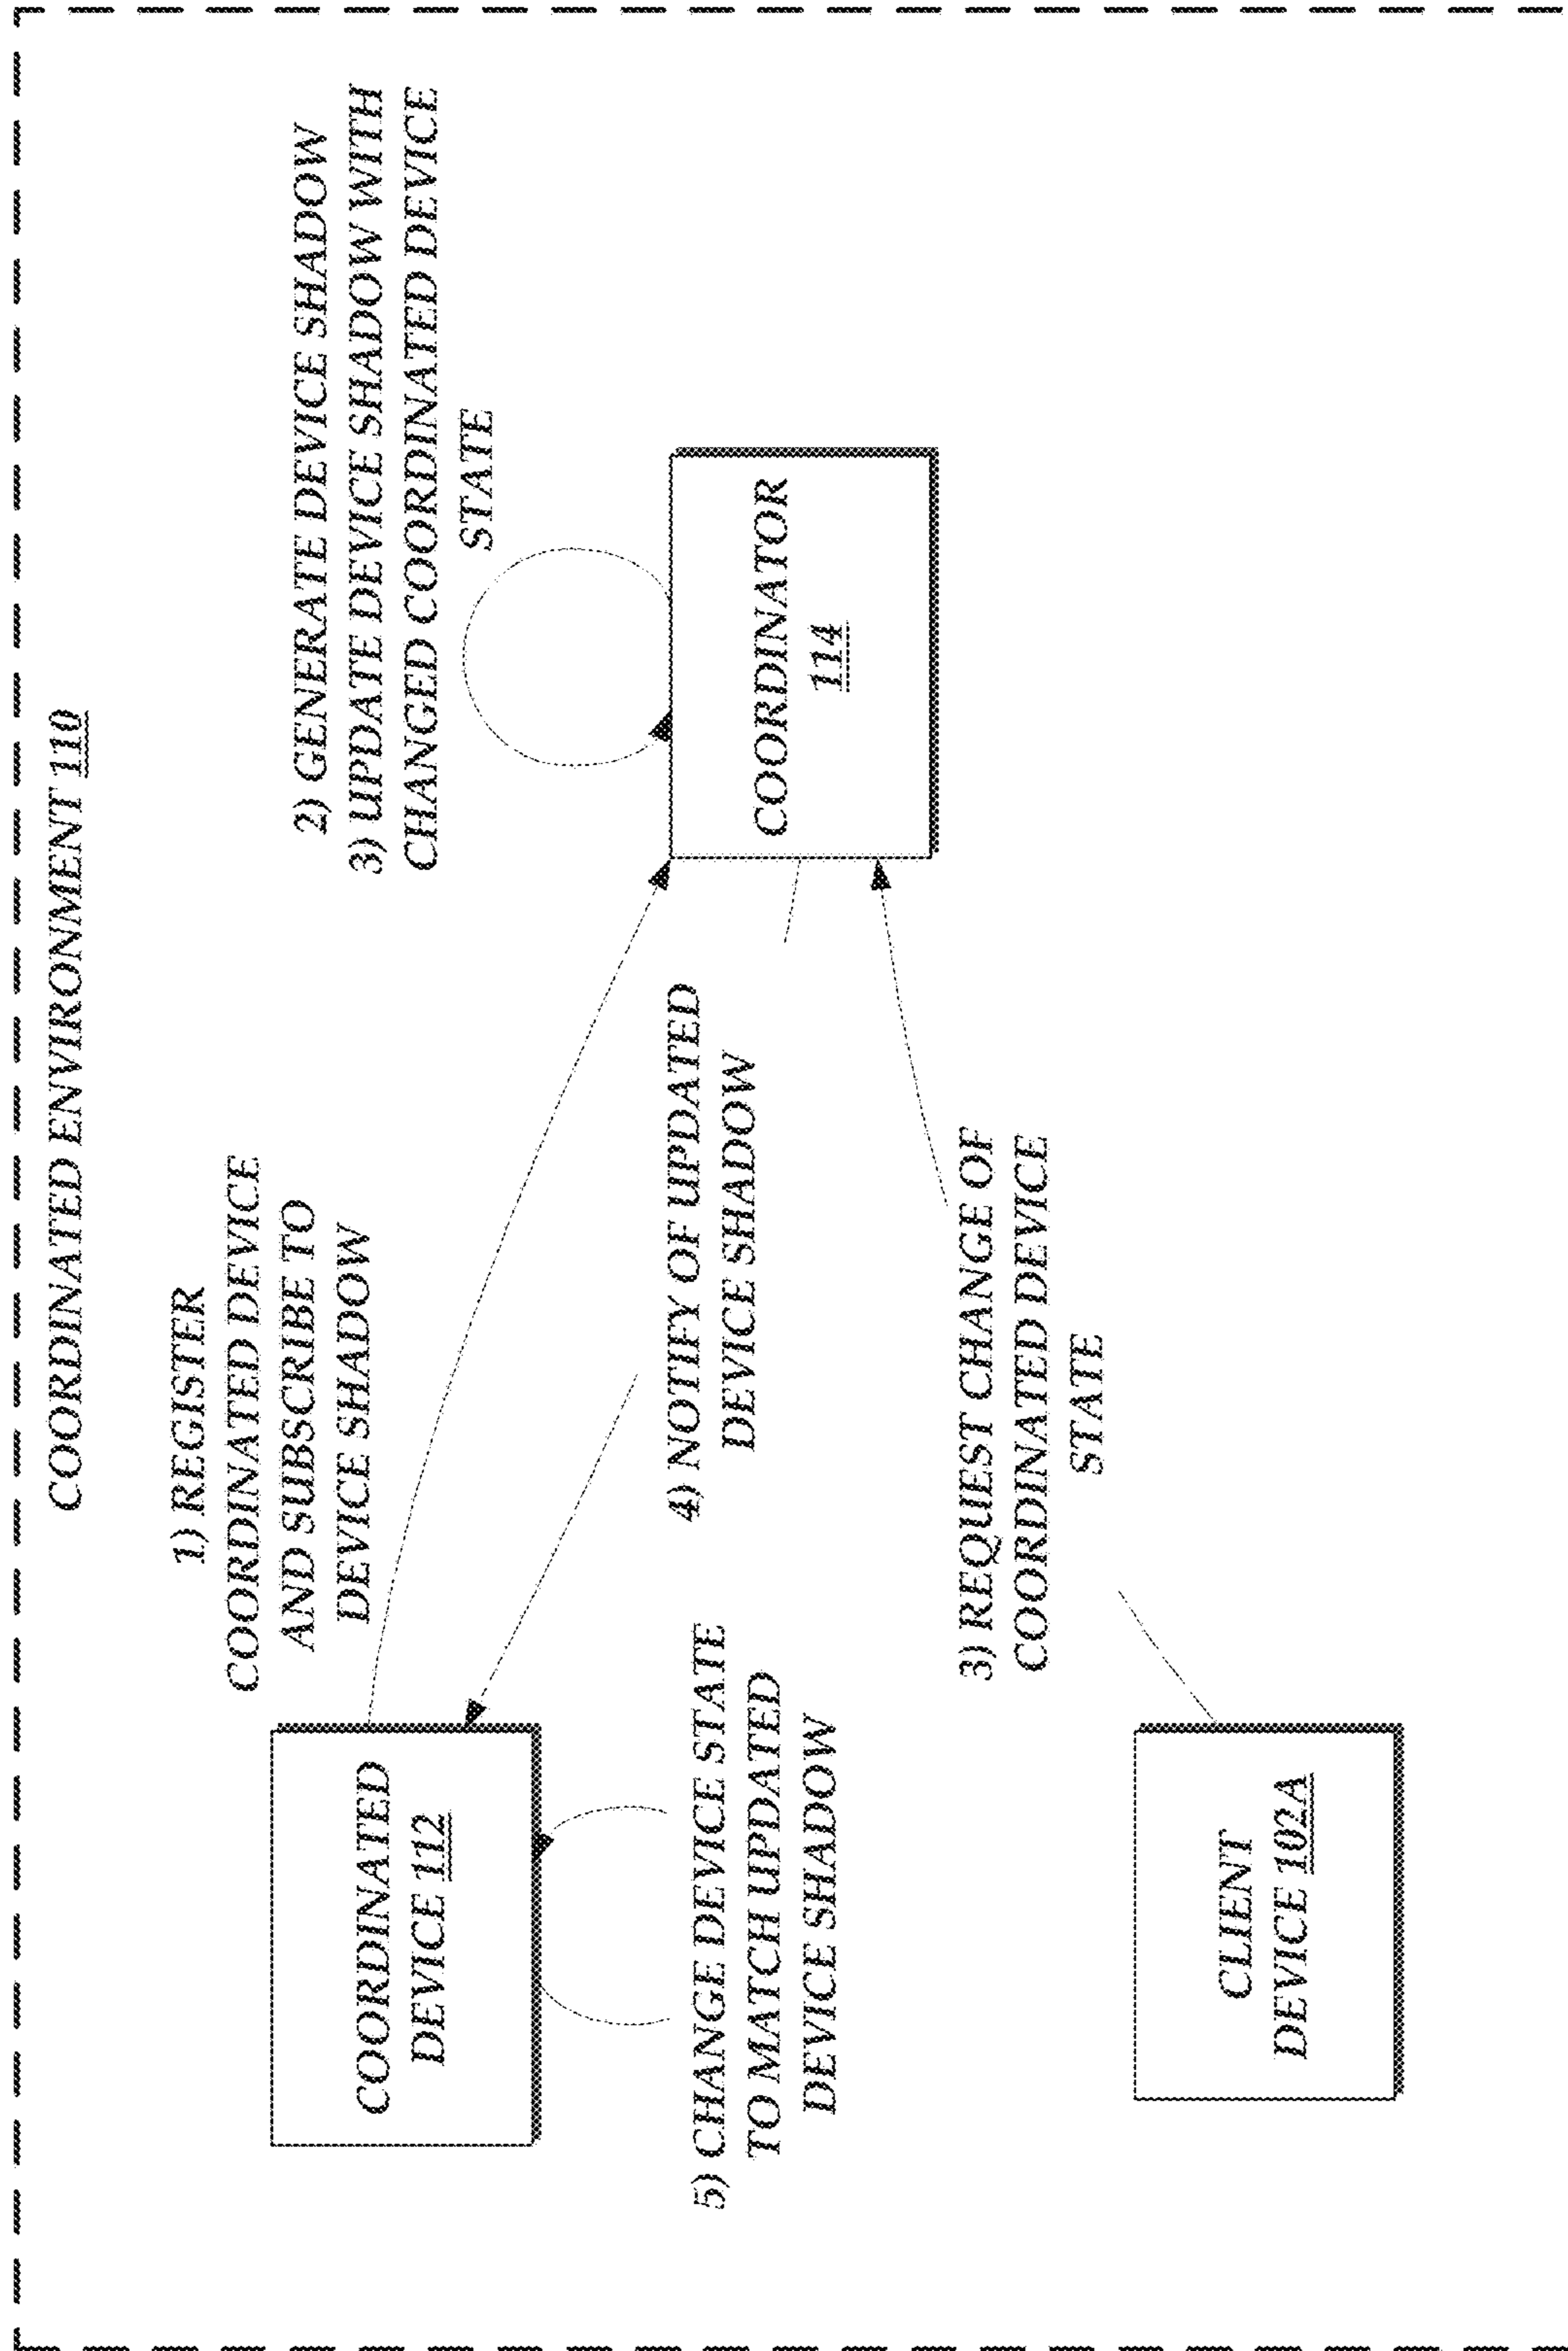 COORDINATED ENVIRONMENT 110
1) REGISTER
COORDINATED DEVICE
AND SUBSCRIBE TO
DEVICE SHADOW
2) GENERATE DEVICE SHADOW
3) UPDATE DEVICE SHADOW WITH
CHANGED COORDINATED DEVICE
STATE
COORDINATED
DEVICE 112
4) NOTIFY OF UPDATED
DEVICE SHADOW
COORDINATOR
114
5) CHANGE DEVICE STATE
TO MATCH UPDATED
DEVICE SHADOW
3) REQUEST CHANGE OF
COORDINATED DEVICE
STATE
CLIENT
DEVICE 102A